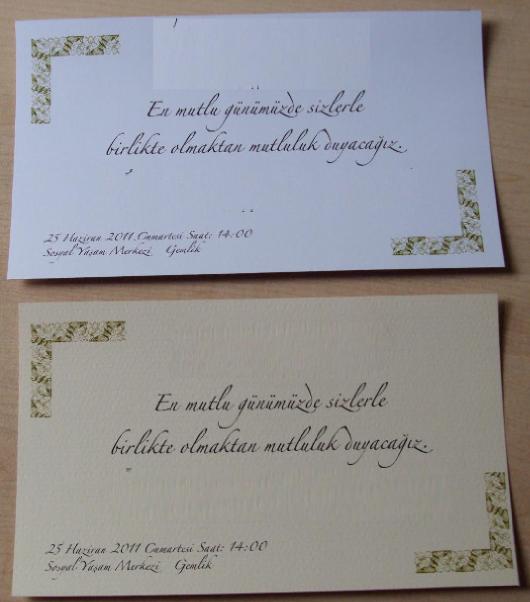 En mutlu günümüzde sizlerle
birlikte olmaktan mutluluk duyacağız.
25 Haziran 2011 Cumartesi Saat: 14:00
Sosyal Yaşam Merkezi Gemlik
En mutlu günümüzde sizlerle
birlikte olmaktan mutluluk duyacağız.
25 Haziran 2011 Cumartesi Saat: 14:00
Sosyal Yaşam Merkezi Gemlik